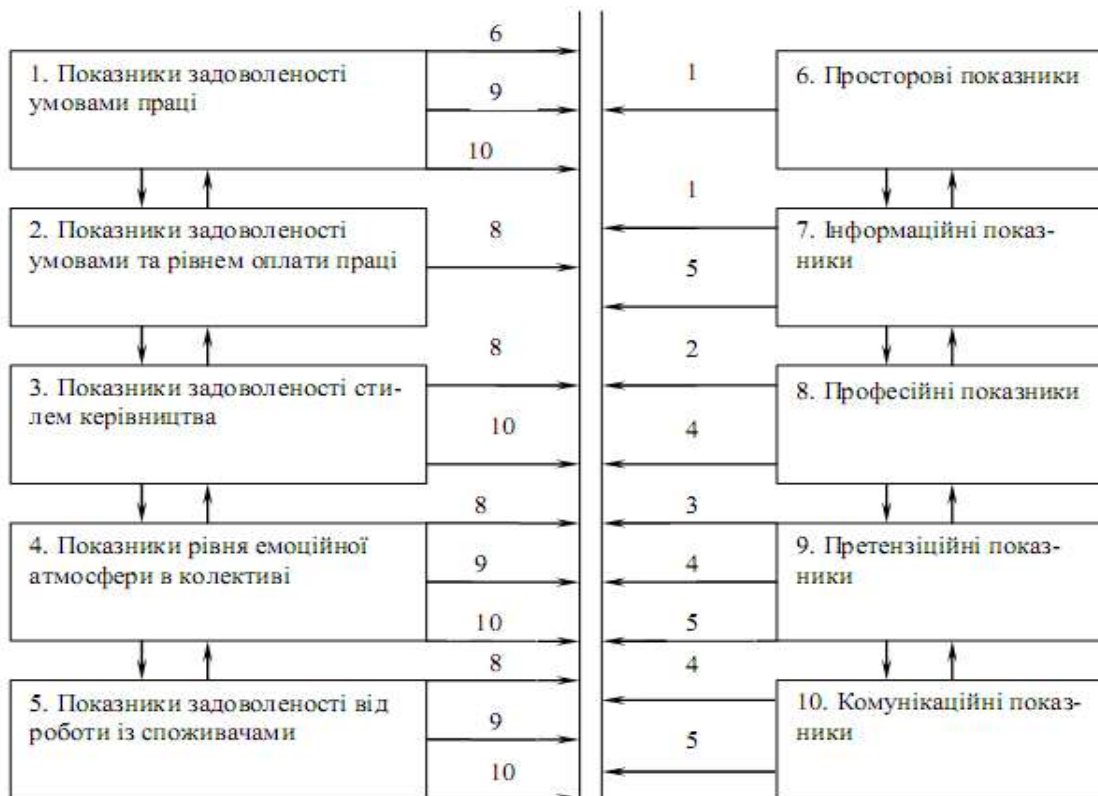 6
1. Показники задоволеності
умовами праці
9
10
1
6. Просторові показники
2. Показники задоволеності
умовами та рівнем оплати праці
8
1
5
7. Інформаційні показ-
ники
3. Показники задоволеності сти-
лем керівництва
8
10
2
4
8. Професійні показники
4. Показники рівня емоційної
атмосфери в колективі
8
9
10
3
4
5
9. Претензіційні показ-
ники
5. Показники задоволеності від
роботи із споживачами
8
9
10
4
5
10. Комунікаційні показ-
ники